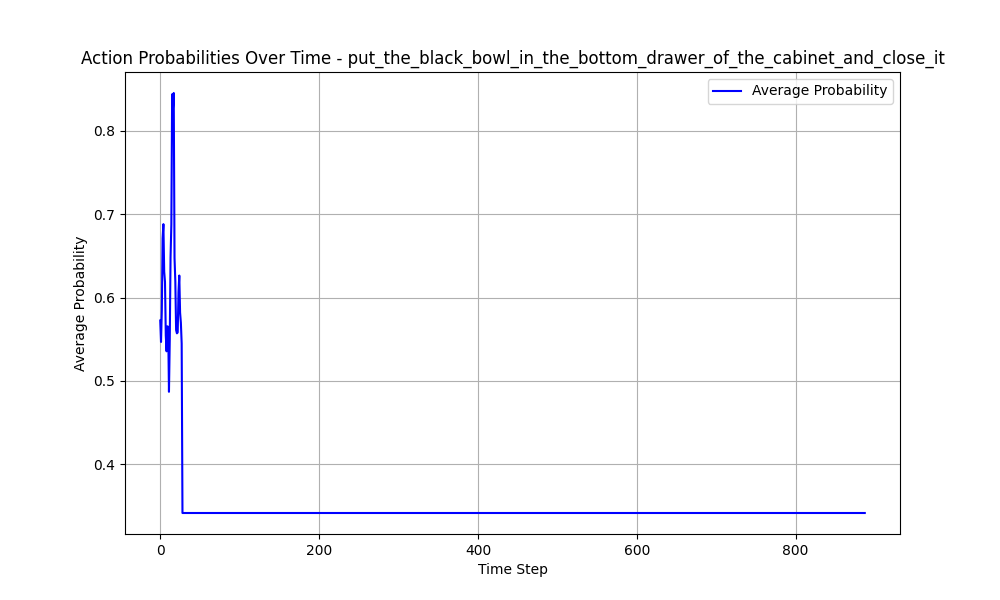 Action Probabilities Over Time - put_the_black_bowl_in_the_bottom_drawer_of_the_cabinet_and_close_it
Average Probability
0.8
0.7
0.6
0.5
0.4
Average Probability
0
200
400
600
800
Time Step